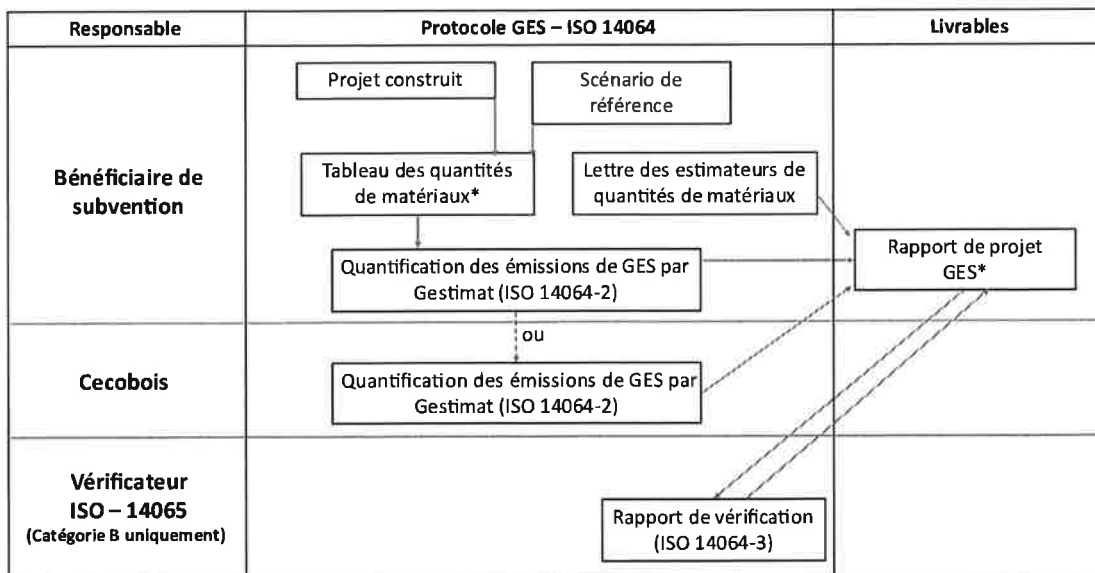 Responsable
Protocole GES – ISO 14064
Livrables
Projet construit
Scénario de
référence
Bénéficiaire de
subvention
Tableau des quantités
de matériaux*
Lettre des estimateurs de
quantités de matériaux
Quantification des émissions de GES par
Gestimat (ISO 14064-2)
Rapport de projet
GES*
ou
Cecobois
Quantification des émissions de GES par
Gestimat (ISO 14064-2)
Vérificateur
ISO – 14065
(Catégorie B uniquement)
Rapport de vérification
(ISO 14064-3)